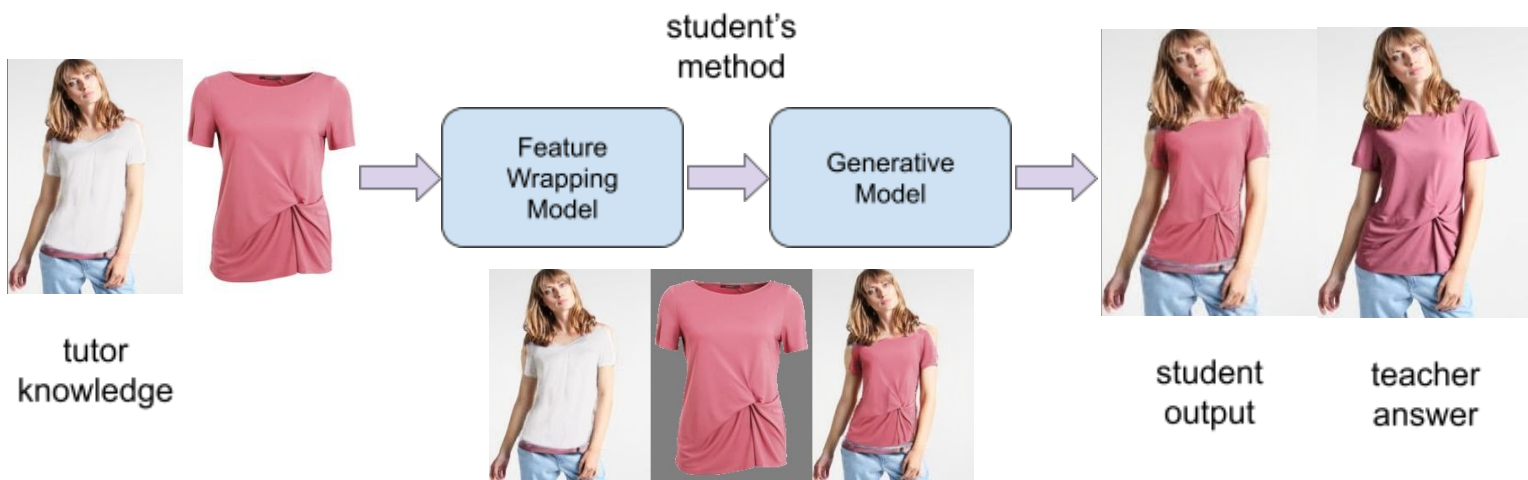 student's
method
Feature
Wrapping
Model
Generative
Model
tutor
knowledge
student
output
teacher
answer